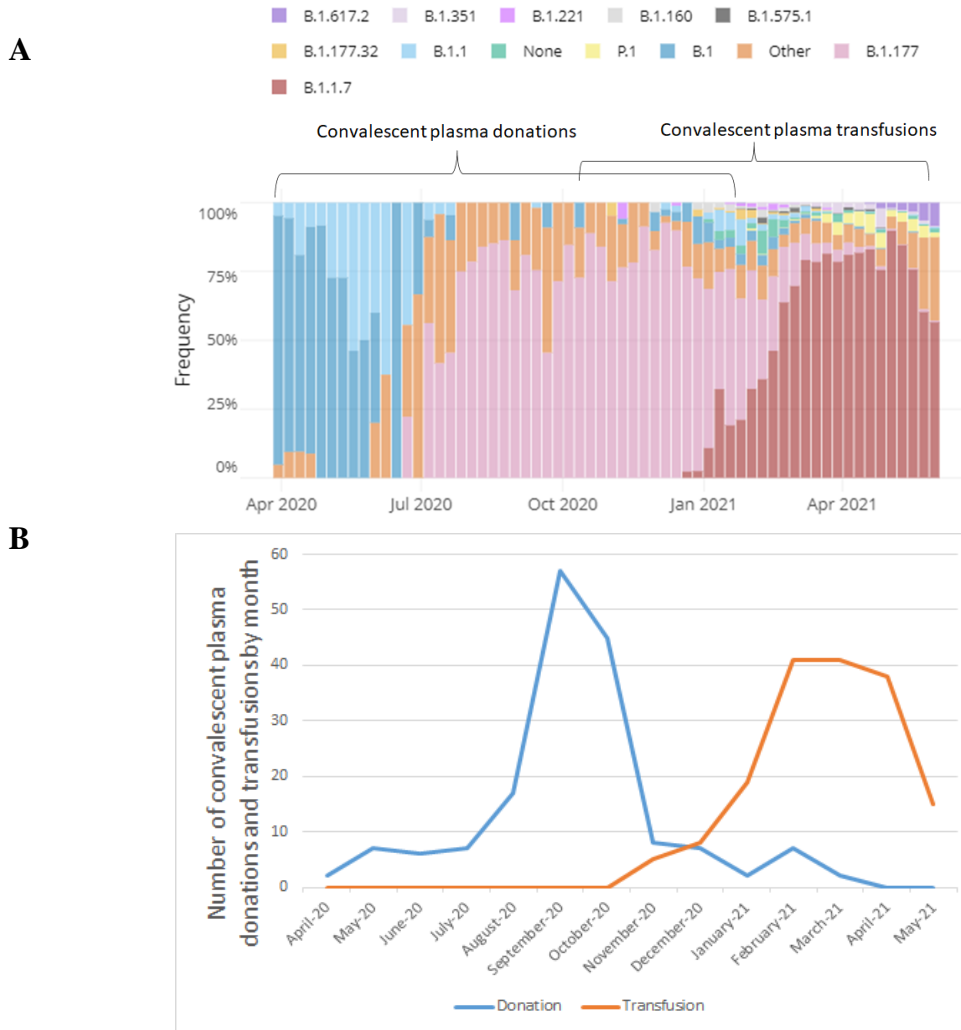 A
B.1.617.2 B.1.351 B.1.221 B.1.160 B.1.575.1
B.1.177.32 B.1.1 None P.1 B.1 Other B.1.177
B.1.1.7
Convalescent plasma donations Convalescent plasma transfusions
Frequency
100%
75%
50%
25%
0%
Apr 2020 Jul 2020 Oct 2020 Jan 2021 Apr 2021
B
Number of convalescent plasma
donations and transfusions by month
60
50
40
30
20
10
0
April-20 May-20 June-20 July-20 August-20 September-20 October-20 November-20 December-20 January-21 February-21 March-21 April-21 May-21
Donation Transfusion